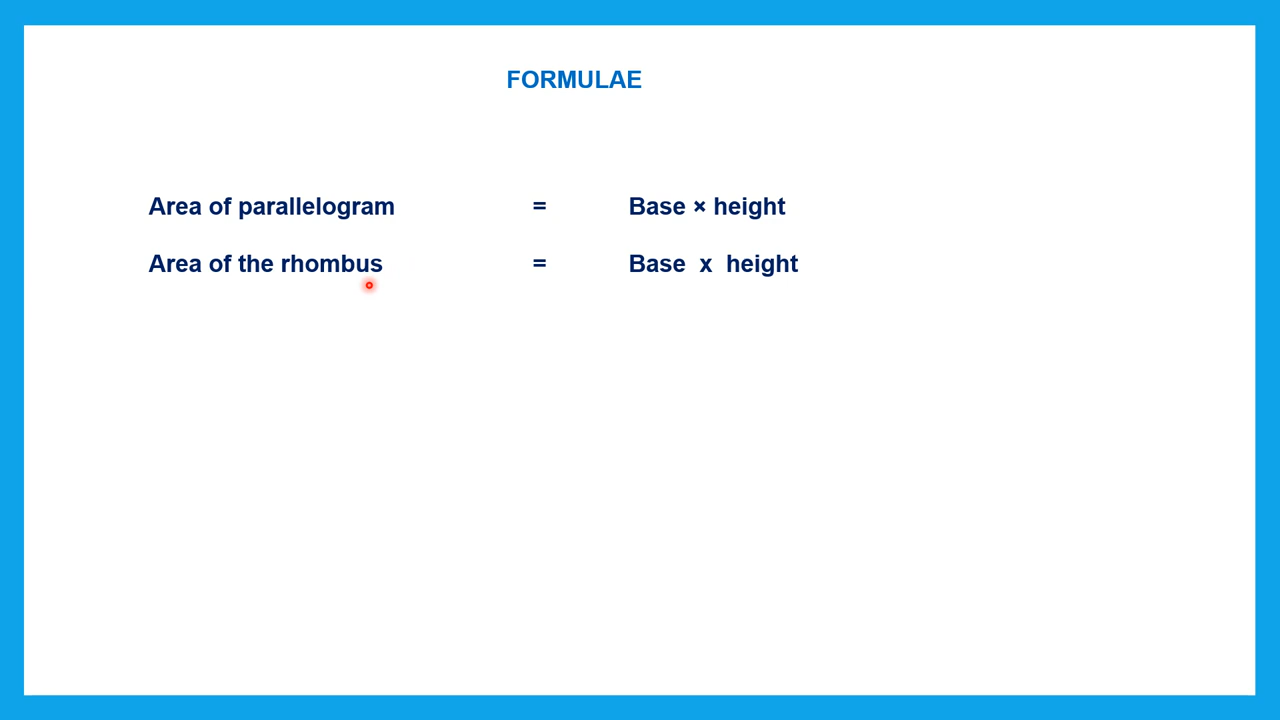 FORMULAE
Area of parallelogram = Base × height
Area of the rhombus = Base x height